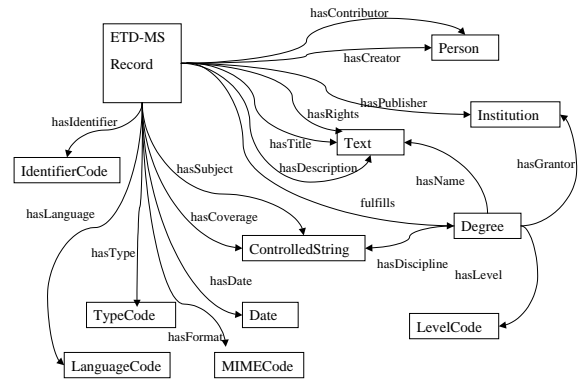 hasContributor
ETD-MS
Record
Person
hasCreator
hasPublisher
hasRights
Institution
hasIdentifier
hasTitle
Text
hasDescription
hasSubject
IdentifierCode
hasGrantor
hasName
hasLanguage
fulfills
hasCoverage
Degree
hasType
ControlledString
hasDiscipline
hasLevel
hasDate
TypeCode
Date
LevelCode
hasFormat
LanguageCode
MIMECode